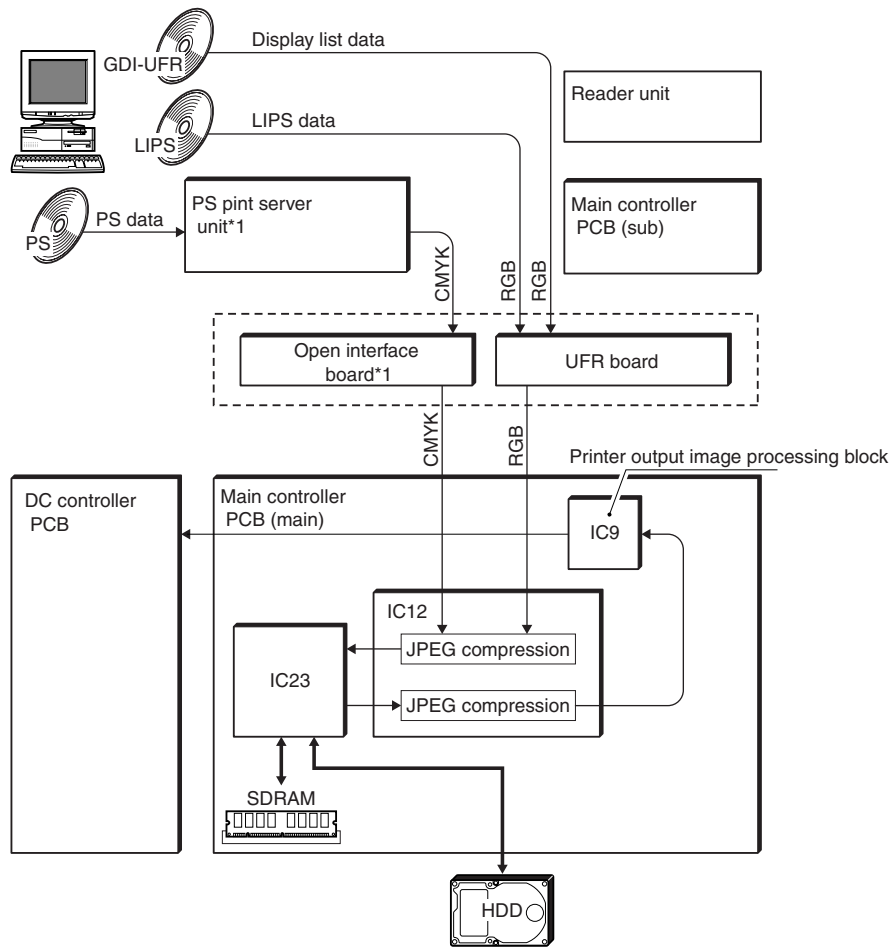 Display list data
GDI-UFR
Reader unit
LIPS data
LIPS
PS pint server
unit*1
Main controller
PCB (sub)
PS data
PS
CMYK
RGB
RGB
Open interface
board*1
UFR board
CMYK
RGB
Printer output image processing block
DC controller
PCB
Main controller
PCB (main)
IC9
IC12
JPEG compression
IC23
JPEG compression
SDRAM
HDD